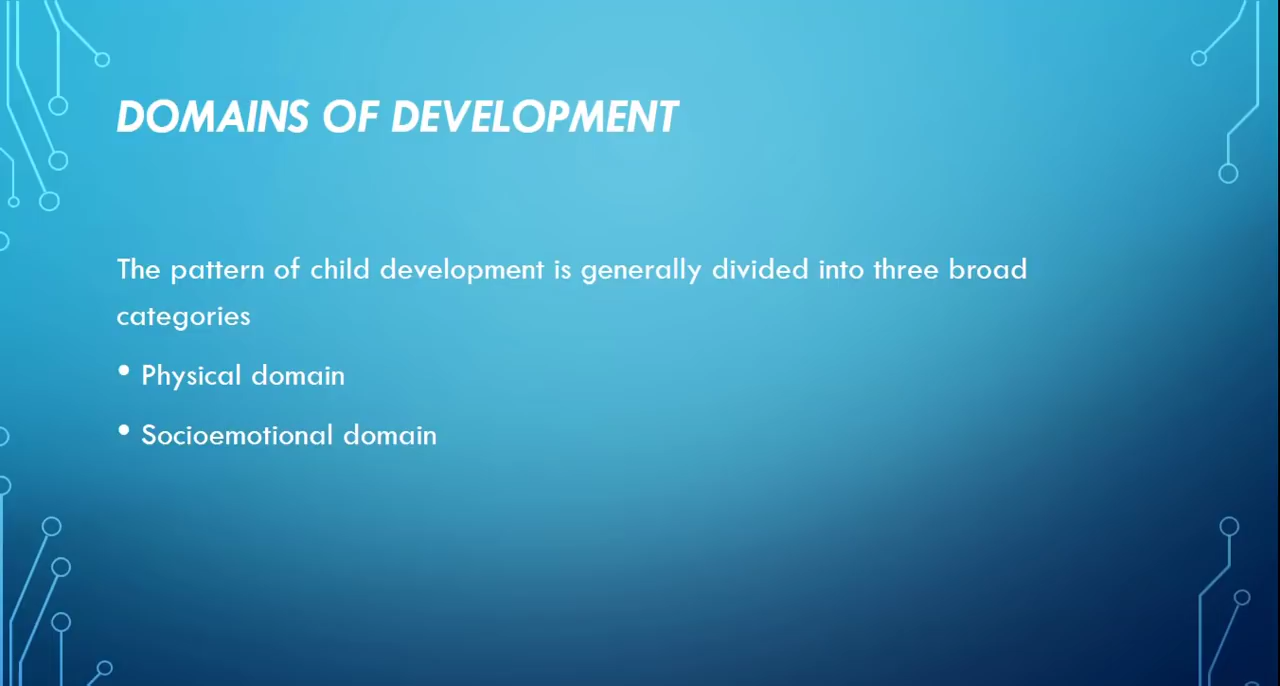 DOMAINS OF DEVELOPMENT
The pattern of child development is generally divided into three broad
categories
• Physical domain
• Socioemotional domain